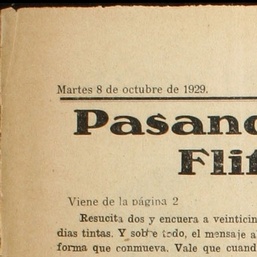 Martes 8 de octubre de 1929.
Pasand
Flit
Viene de la página 2
Resucita dos y encuera a veinticin
dias tintas. Y sobre todo, el mensaje a
forma que conmueva. Vale que cuand